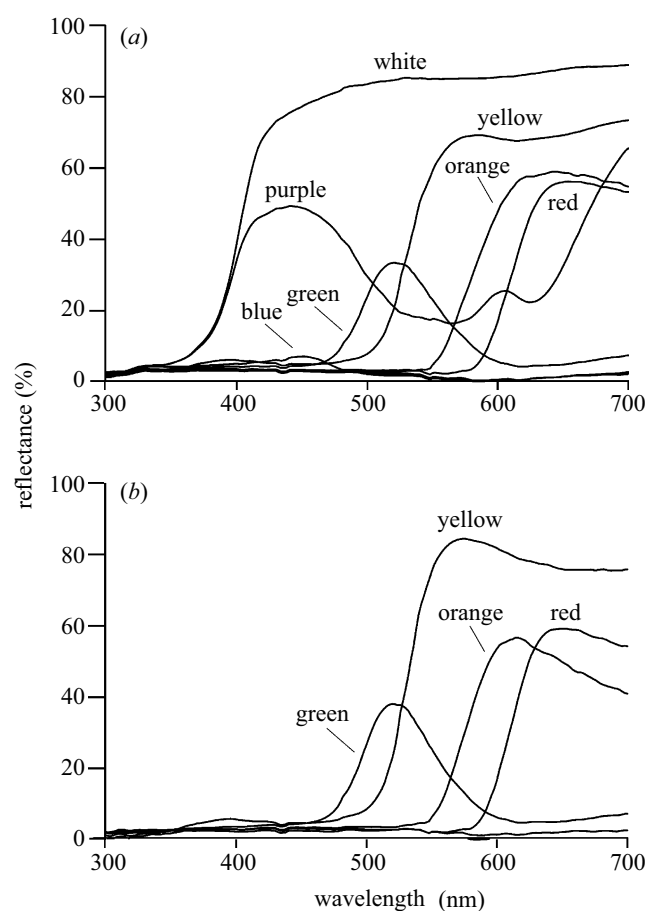 100
(a)
white
80
yellow
60
orange
purple
red
40
green
20
blue
0
300
400
500
600
700
reflectance (%)
100
(b)
yellow
80
orange
red
60
green
40
20
0
300
400
500
600
700
wavelength (nm)